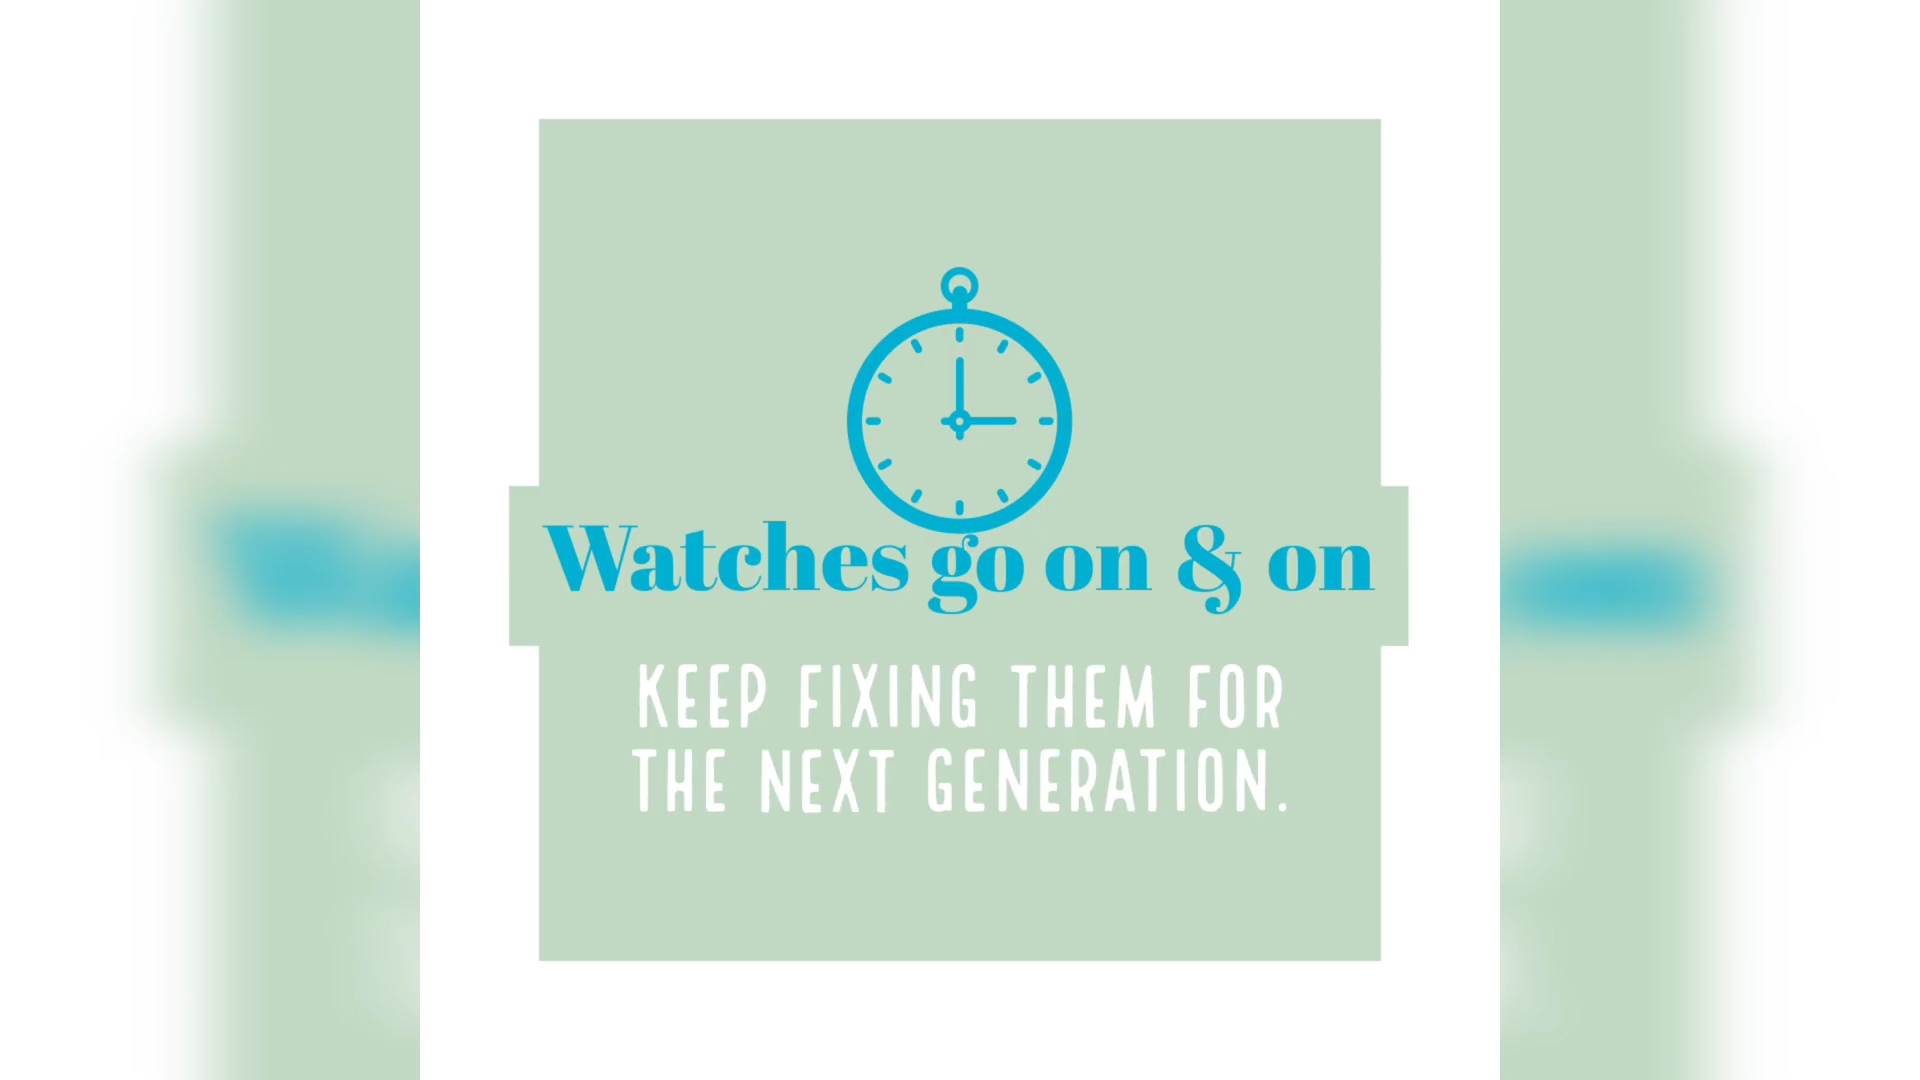 Watches go on & on
KEEP FIXING THEM FOR
THE NEXT GENERATION.